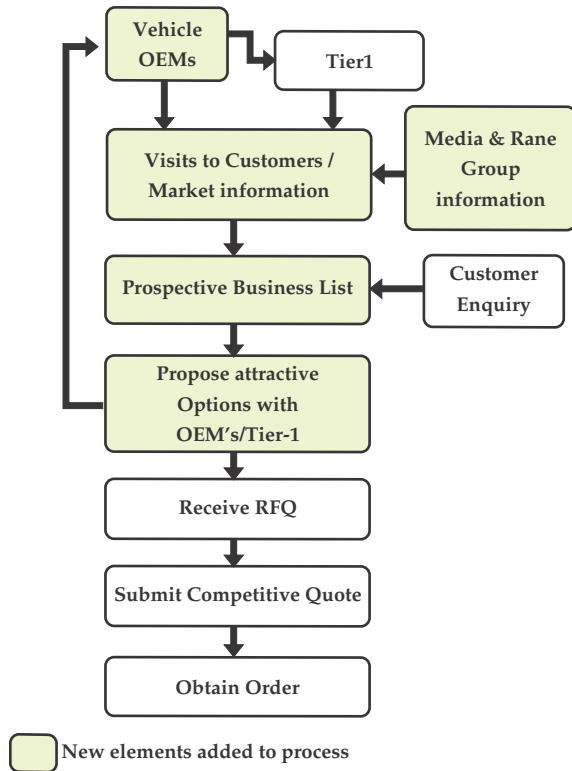 Vehicle
OEMs
Tier1
Visits to Customers /
Market information
Media & Rane
Group
information
Prospective Business List
Customer
Enquiry
Propose attractive
Options with
OEM's/Tier-1
Receive RFQ
Submit Competitive Quote
Obtain Order
New elements added to process